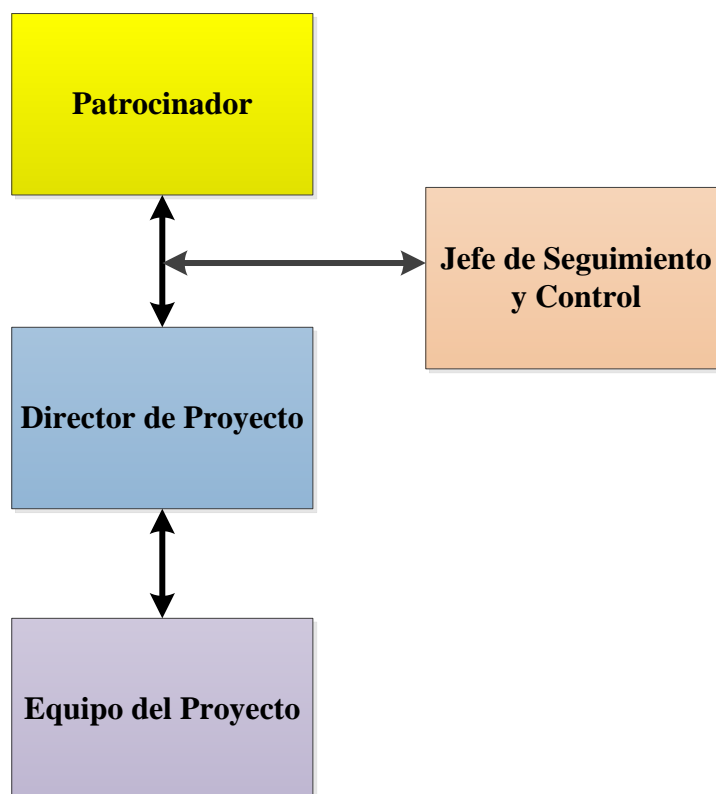 Patrocinador
Jefe de Seguimiento
y Control
Director de Proyecto
Equipo del Proyecto